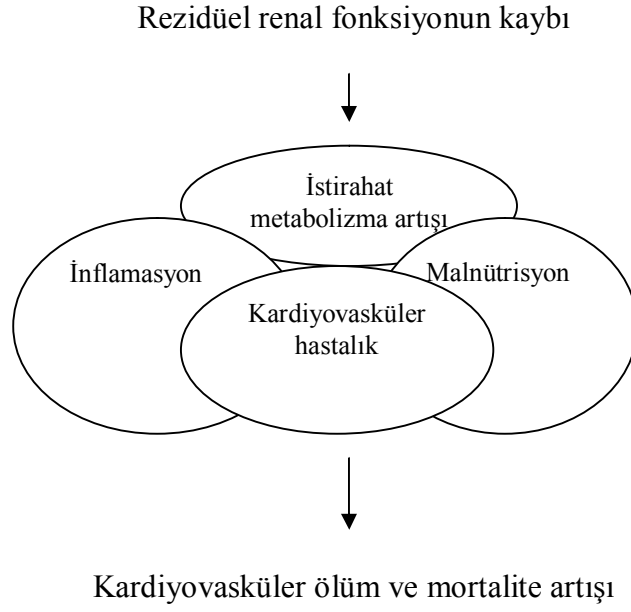 Rezidüel renal fonksiyonun kaybı
İstirahat
metabolizma artışı
İnflamasyon
Malnütrisyon
Kardiyovasküler
hastalık
Kardiyovasküler ölüm ve mortalite artışı